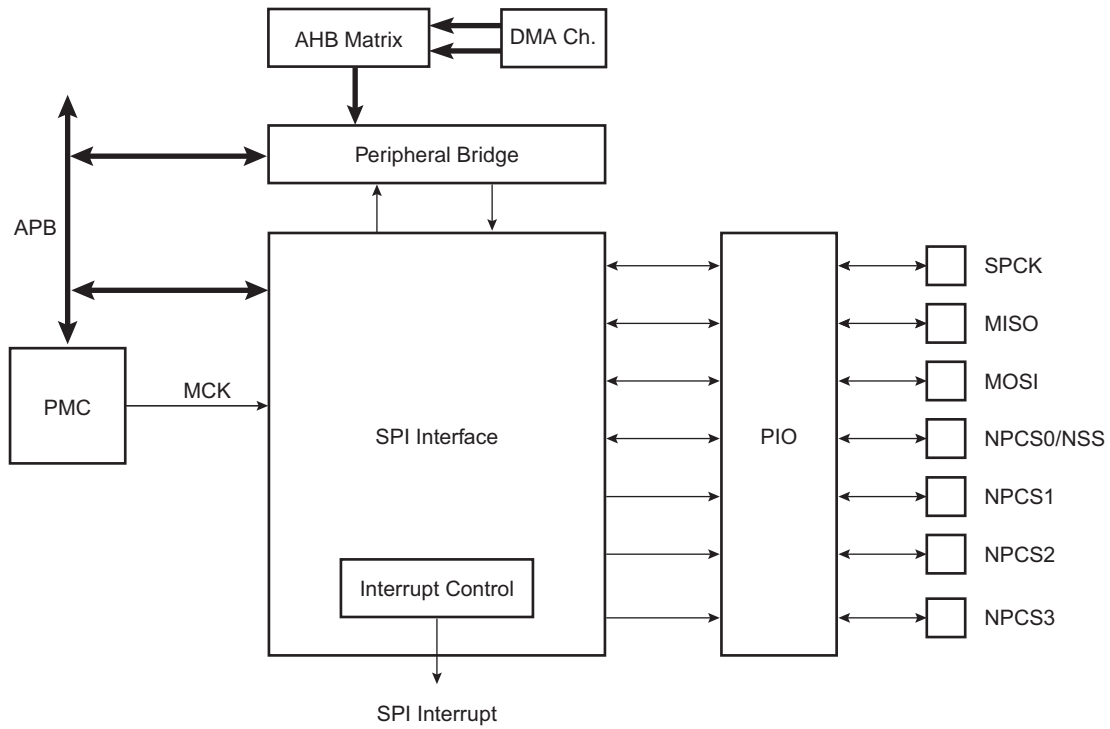 AHB Matrix
DMA Ch.
Peripheral Bridge
APB
SPCK
MISO
MCK
MOSI
PMC
SPI Interface
PIO
NPCS0/NSS
NPCS1
NPCS2
Interrupt Control
NPCS3
SPI Interrupt